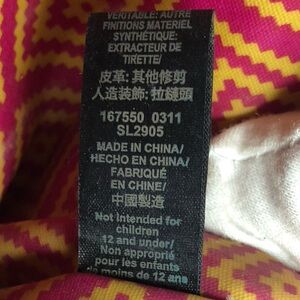 VERITABLE: AUTRE
FINITIONS MATERIEL
SYNTHÉTIQUE:
EXTRACTEUR DE
TIRETTE/
皮革:其他修剪
人造装飾:拉鏈頭
167550 0311
SL2905
MADE IN CHINA/
HECHO EN CHINA/
FABRIQUÉ
EN CHINE/
中國製造
Not intended for
children
12 and under/
Non approprié
pour les enfants
de moins de 12 ans